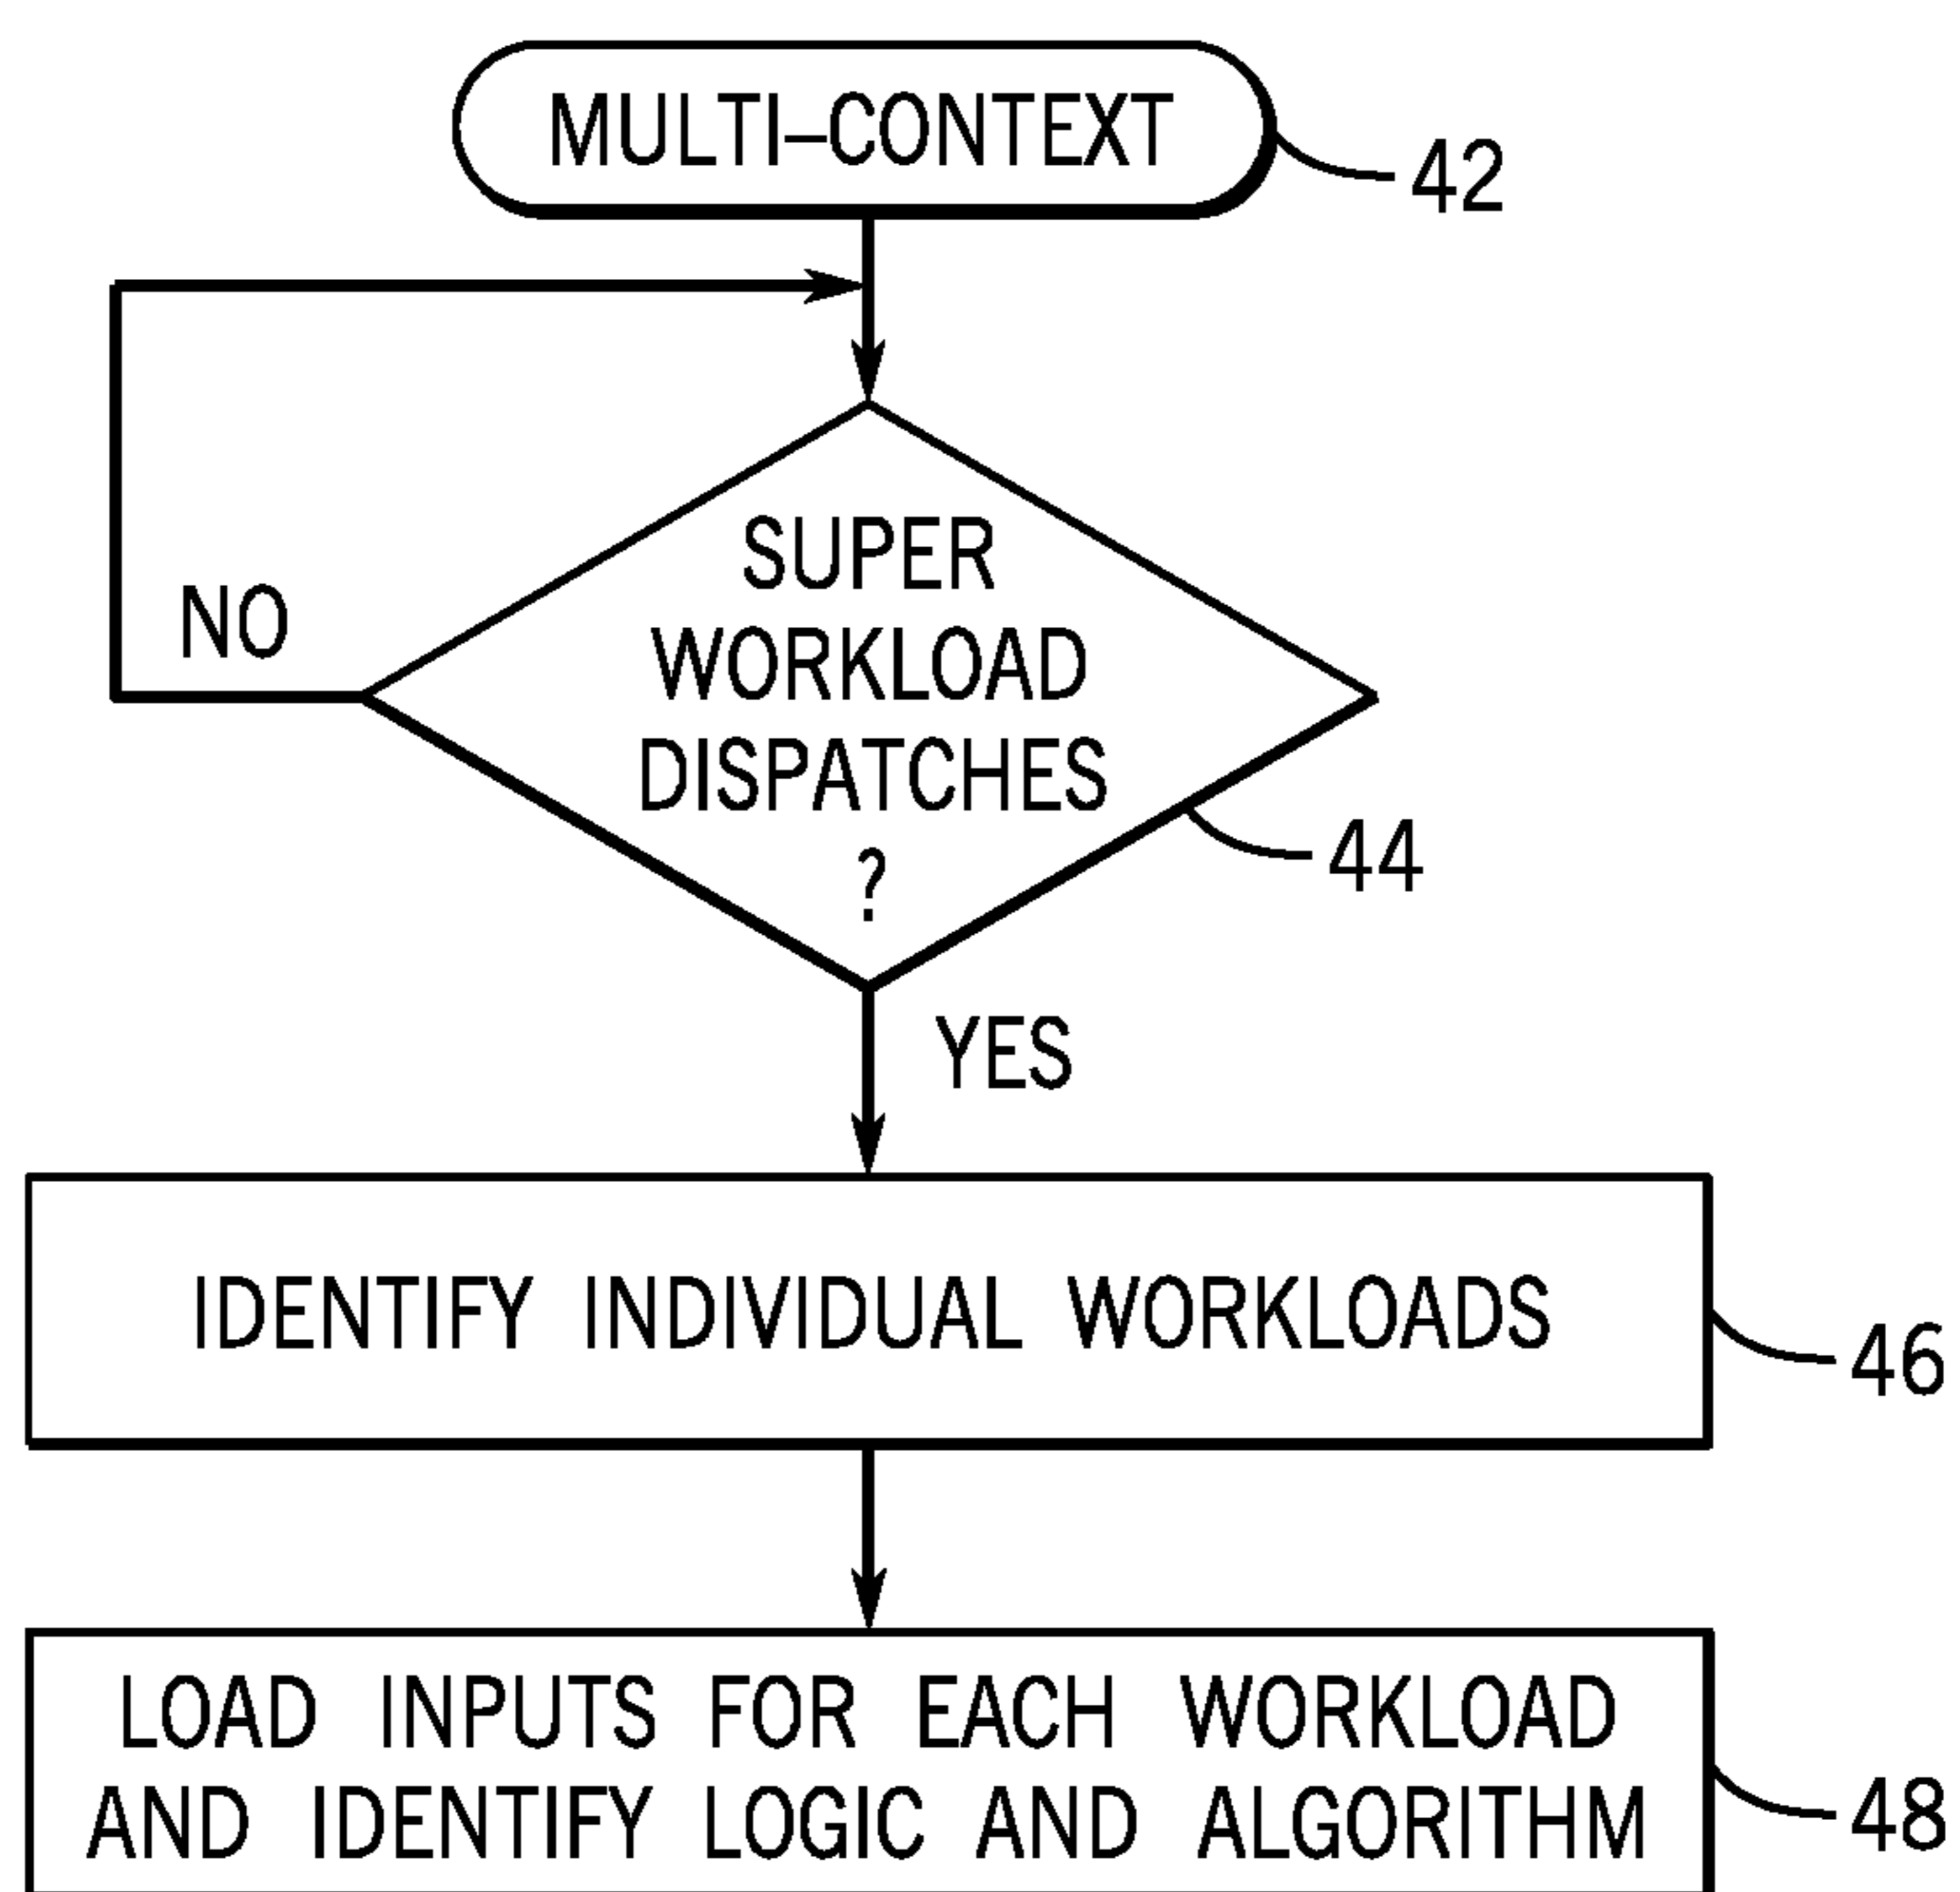 MULTI–CONTEXT
42
SUPER
WORKLOAD
DISPATCHES
?
NO
44
YES
IDENTIFY INDIVIDUAL WORKLOADS
46
LOAD INPUTS FOR EACH WORKLOAD
AND IDENTIFY LOGIC AND ALGORITHM
48